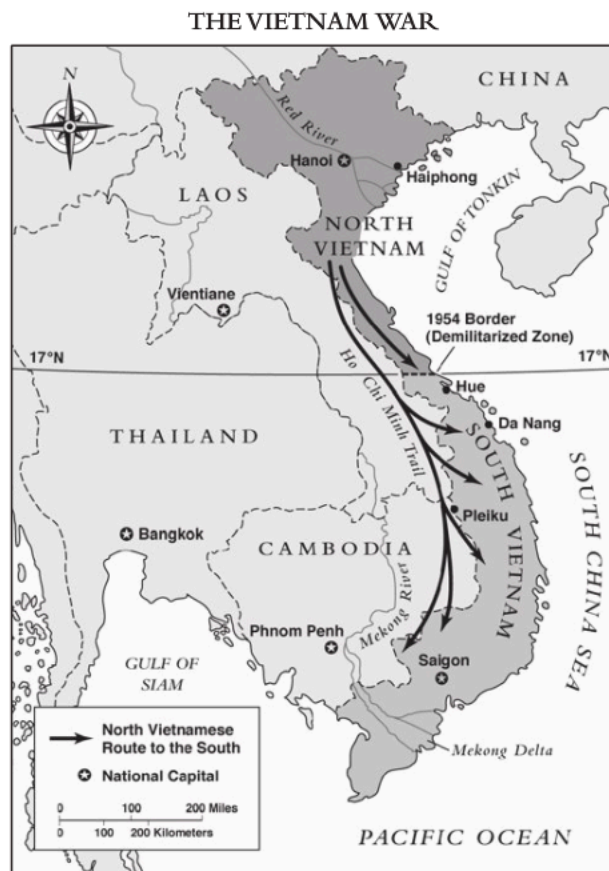 THE VIETNAM WAR
N
CHINA
Red River
Hanoi
Haiphong
LAOS
NORTH
VIETNAM
GULF OF TONKIN
Vientiane
1954 Border
(Demilitarized Zone)
17°N
17°N
Ho Chi Minh Trail
Hue
Da Nang
THAILAND
SOUTH VIETNAM
SOUTH CHINA SEA
Pleiku
Bangkok
CAMBODIA
Mekong River
Phnom Penh
Saigon
GULF OF
SIAM
North Vietnamese
Route to the South
National Capital
0 100 200 Miles
0 100 200 Kilometers
Mekong Delta
PACIFIC OCEAN